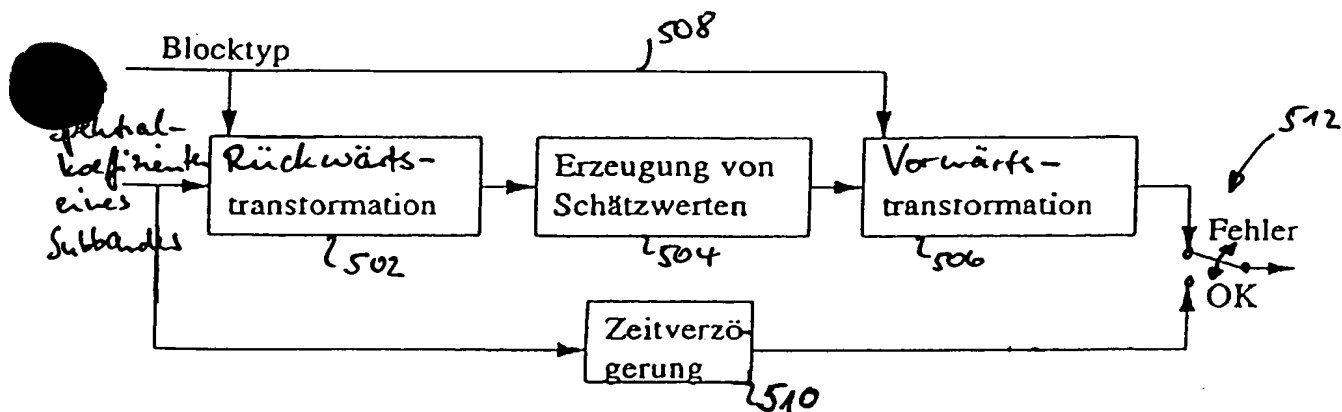 Blocktyp
508
Spektral-
koeffizienten
eines
Subbandes
Rückwärts-
transformation
502
Erzeugung von
Schätzwerten
504
Vorwärts-
transformation
506
512
Fehler
OK
Zeitverzö-
gerung
510